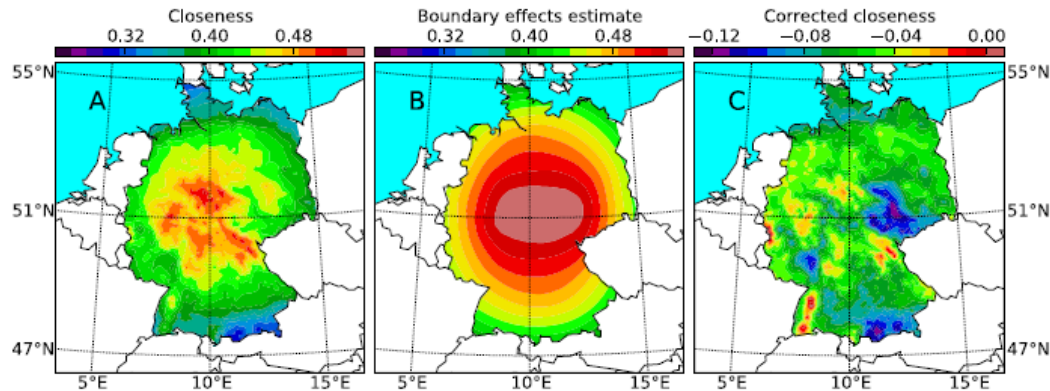 Closeness Boundary effects estimate Corrected closeness
0.32 0.40 0.48 0.32 0.40 0.48 −0.12 −0.08 −0.04 0.00
55°N A B C 55°N
51°N 51°N
47°N 47°N
5°E 10°E 15°E 5°E 10°E 15°E 5°E 10°E 15°E